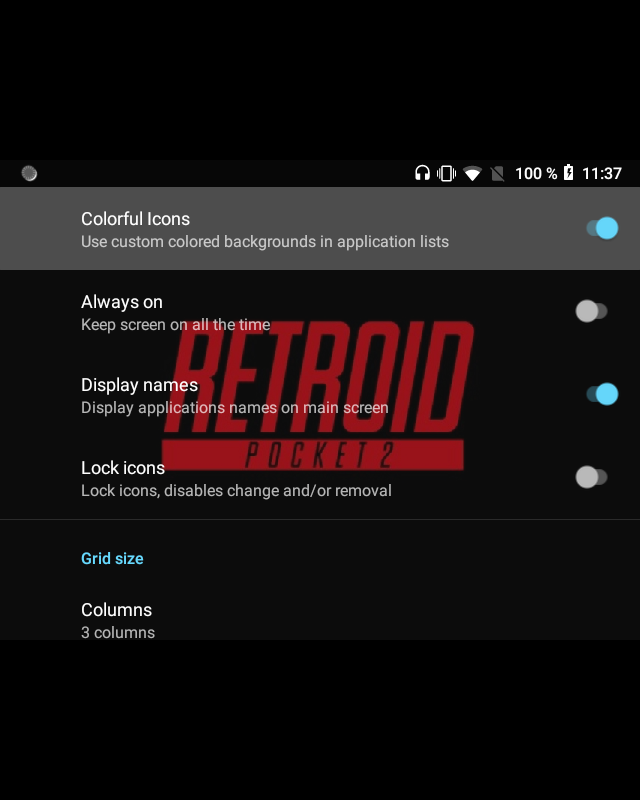 100 % 11:37
Colorful Icons
Use custom colored backgrounds in application lists
Always on
Keep screen on all the time
RETROID
Display names
Display applications names on main screen
POCKET 2
Lock icons
Lock icons, disables change and/or removal
Grid size
Columns
3 columns